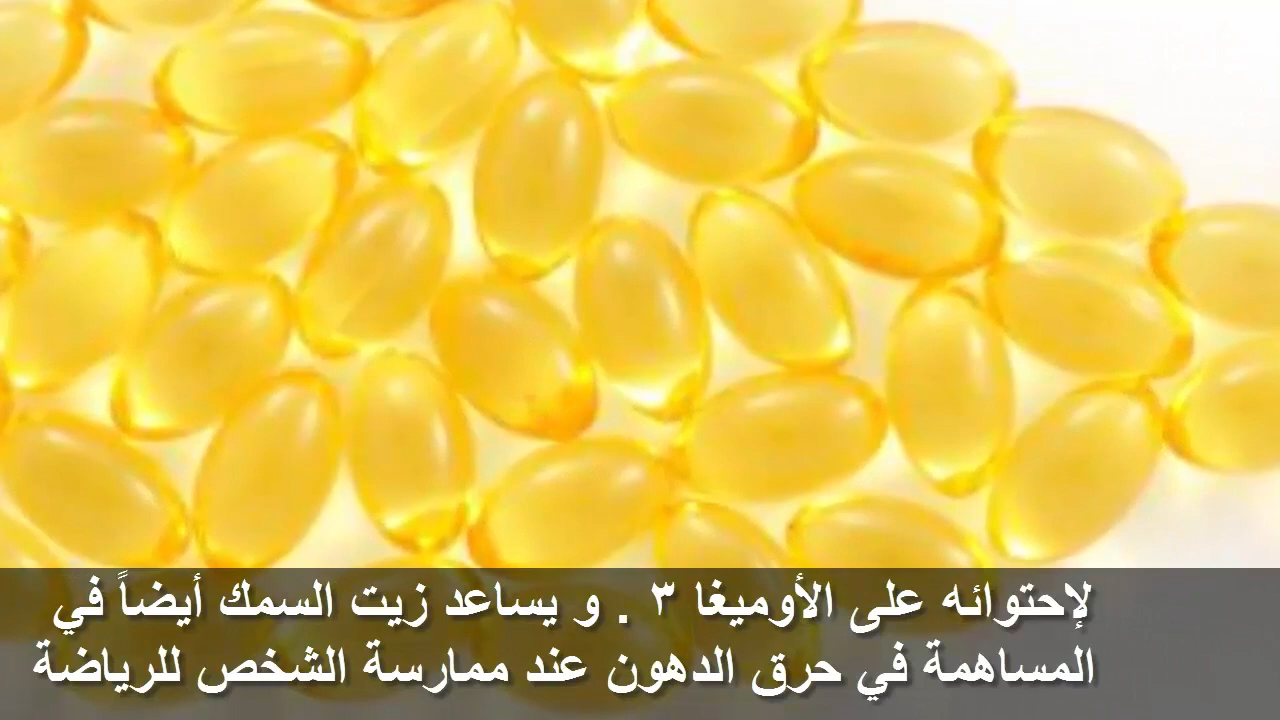 لإحتوائه على الأوميغا ٣ . و يساعد زيت السمك أيضاً في
المساهمة في حرق الدهون عند ممارسة الشخص للرياضة